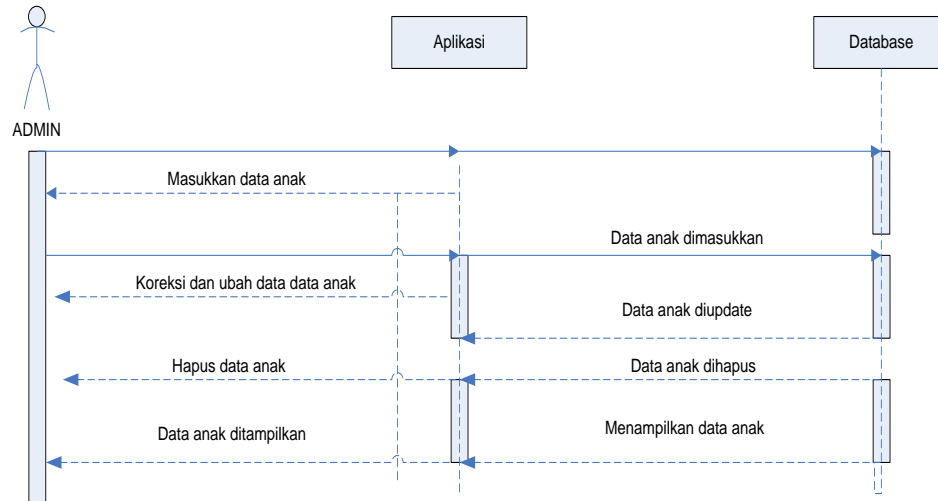 Aplikasi
Database
ADMIN
Masukkan data anak
Data anak dimasukkan
Koreksi dan ubah data data anak
Data anak diupdate
Hapus data anak
Data anak dihapus
Data anak ditampilkan
Menampilkan data anak